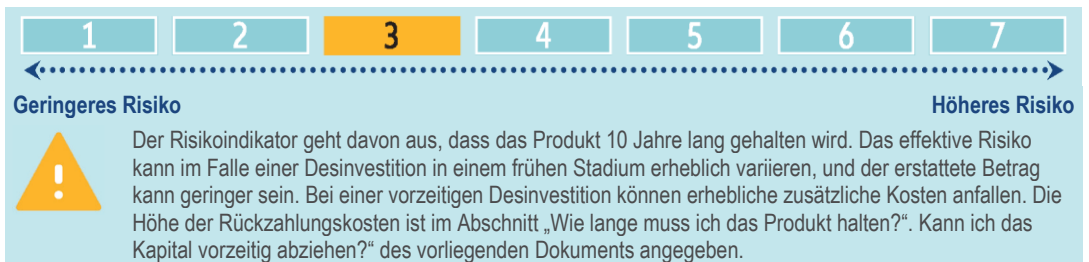 1 2 3 4 5 6 7
Geringeres Risiko Höheres Risiko
Der Risikoindikator geht davon aus, dass das Produkt 10 Jahre lang gehalten wird. Das effektive Risiko
kann im Falle einer Desinvestition in einem frühen Stadium erheblich variieren, und der erstattete Betrag
kann geringer sein. Bei einer vorzeitigen Desinvestition können erhebliche zusätzliche Kosten anfallen. Die
Höhe der Rückzahlungskosten ist im Abschnitt „Wie lange muss ich das Produkt halten?“. Kann ich das
Kapital vorzeitig abziehen?“ des vorliegenden Dokuments angegeben.